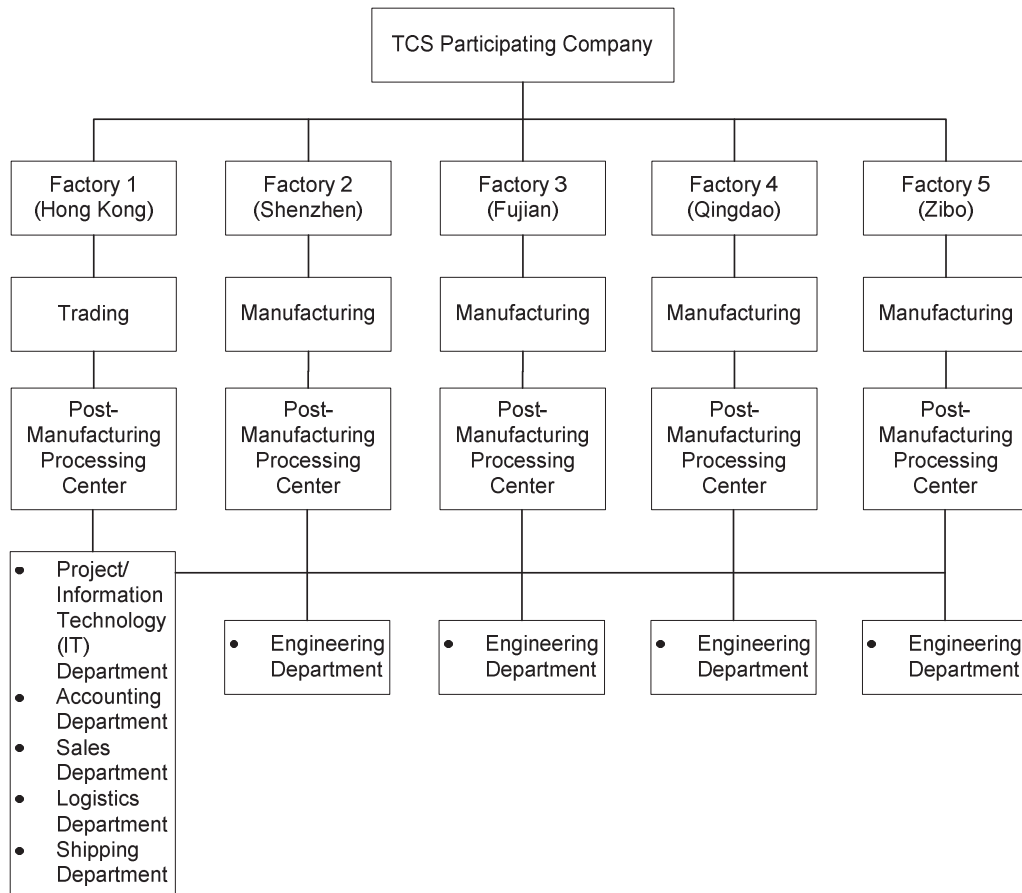 TCS Participating Company
Factory 1
(Hong Kong)
Factory 2
(Shenzhen)
Factory 3
(Fujian)
Factory 4
(Qingdao)
Factory 5
(Zibo)
Trading
Manufacturing
Manufacturing
Manufacturing
Manufacturing
Post-
Manufacturing
Processing
Center
Post-
Manufacturing
Processing
Center
Post-
Manufacturing
Processing
Center
Post-
Manufacturing
Processing
Center
Post-
Manufacturing
Processing
Center
• Project/
Information
Technology
(IT)
Department
• Accounting
Department
• Sales
Department
• Logistics
Department
• Shipping
Department
• Engineering
Department
• Engineering
Department
• Engineering
Department
• Engineering
Department